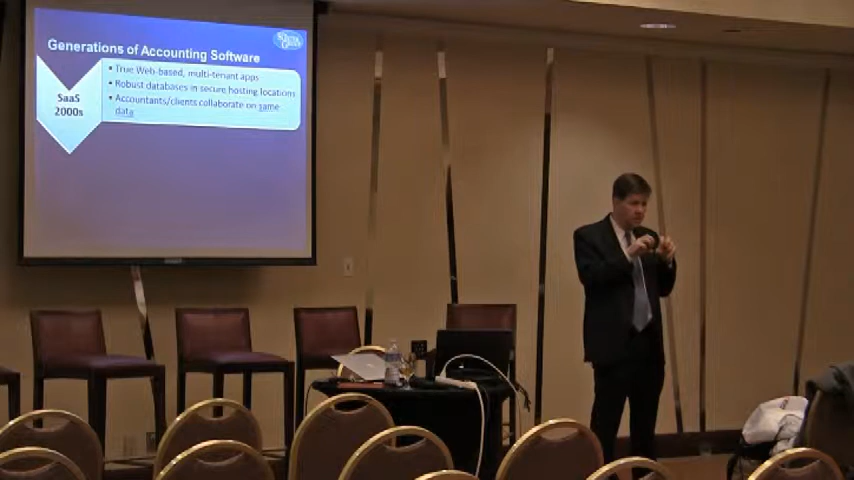 Generations of Accounting Software
SaaS
2000s
• True Web-based, multi-tenant apps
• Robust databases in secure hosting locations
• Accountants/clients collaborate on same
data